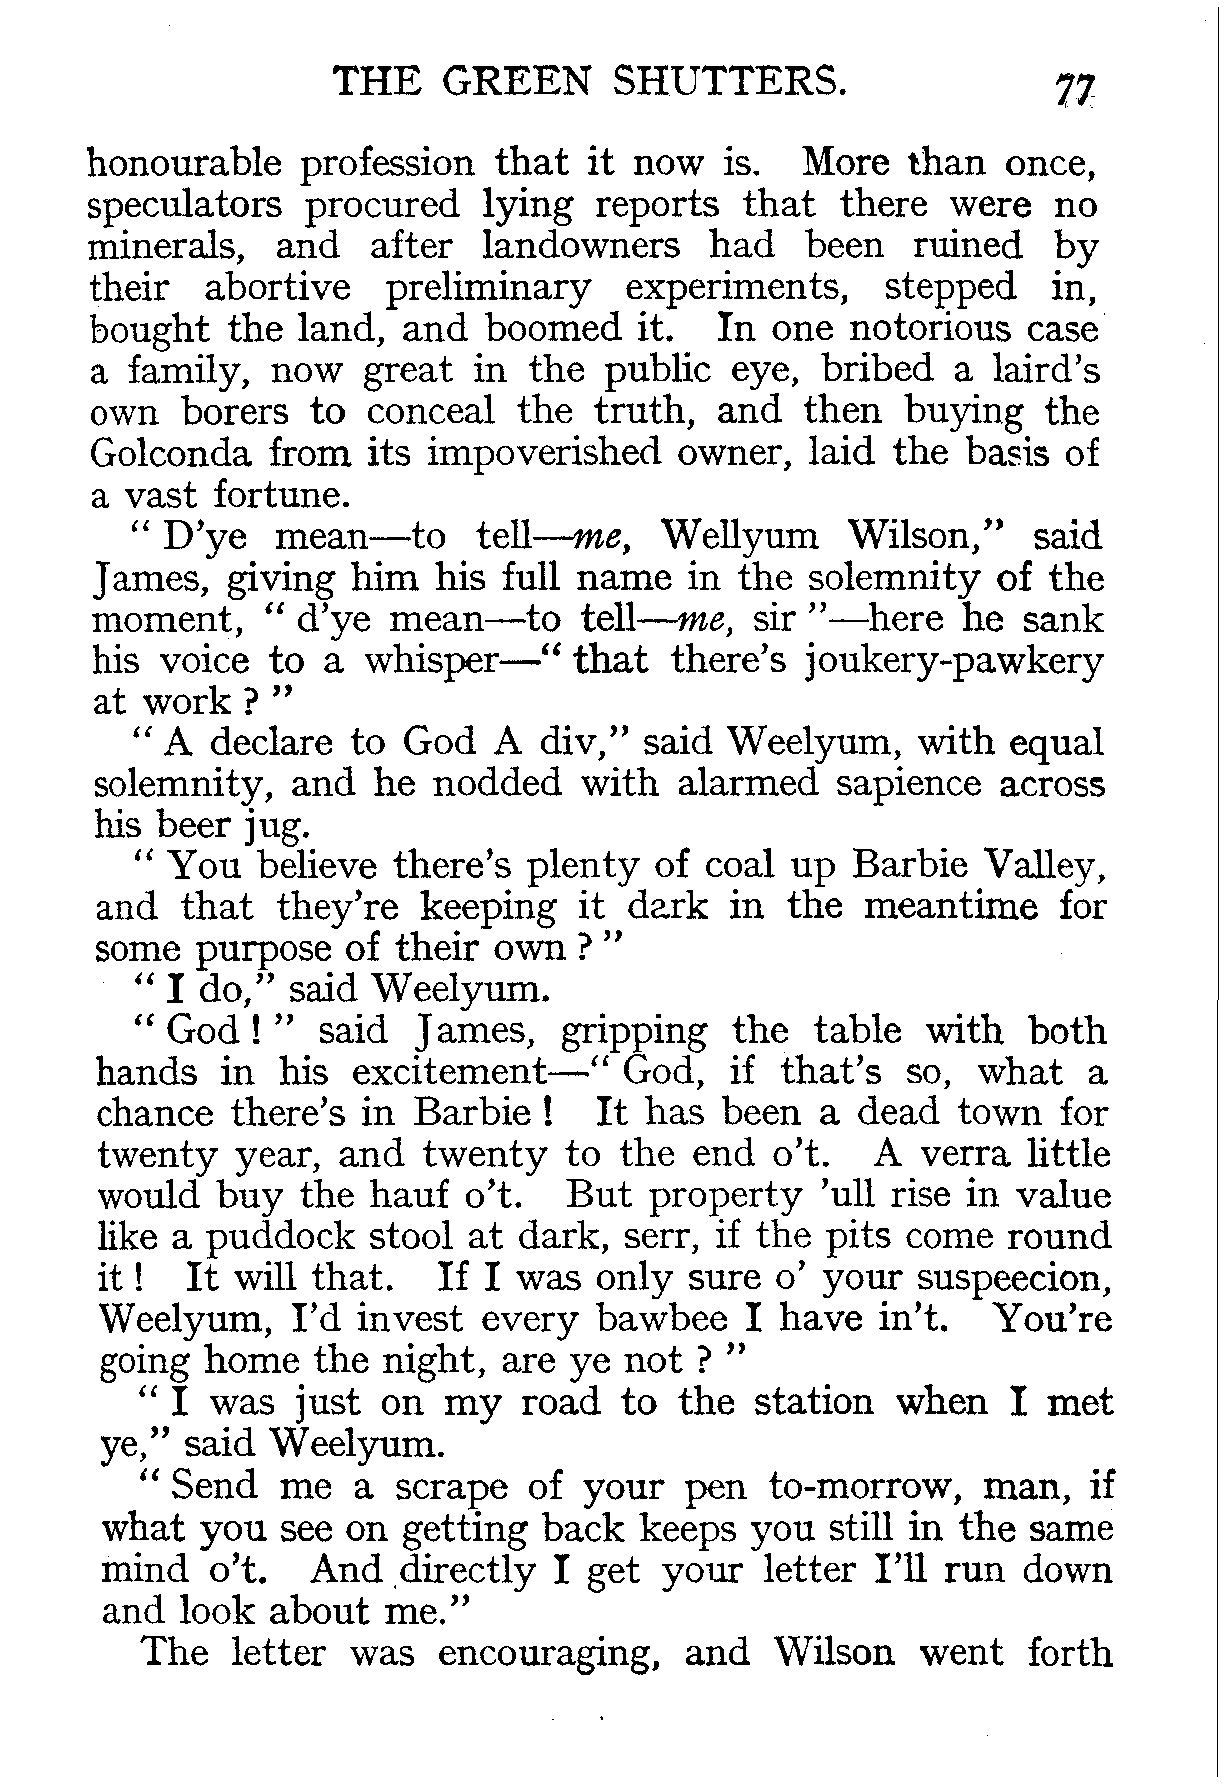 THE GREEN SHUTTERS. 77
honourable profession that it now is. More than once,
speculators procured lying reports that there were no
minerals, and after landowners had been ruined by
their abortive preliminary experiments, stepped in,
bought the land, and boomed it. In one notorious case
a family, now great in the public eye, bribed a laird's
own borers to conceal the truth, and then buying the
Golconda from its impoverished owner, laid the basis of
a vast fortune.
" D'ye mean—to tell—me, Wellyum Wilson," said
James, giving him his full name in the solemnity of the
moment, " d'ye mean—to tell—me, sir "—here he sank
his voice to a whisper—" that there's joukery-pawkery
at work ? "
" A declare to God A div," said Weelyum, with equal
solemnity, and he nodded with alarmed sapience across
his beer jug.
" You believe there's plenty of coal up Barbie Valley,
and that they're keeping it dark in the meantime for
some purpose of their own ? "
" I do," said Weelyum.
" God ! " said James, gripping the table with both
hands in his excitement—" God, if that's so, what a
chance there's in Barbie ! It has been a dead town for
twenty year, and twenty to the end o't. A verra little
would buy the hauf o't. But property 'ull rise in value
like a puddock stool at dark, serr, if the pits come round
it ! It will that. If I was only sure o' your suspeecion,
Weelyum, I'd invest every bawbee I have in't. You're
going home the night, are ye not ? "
" I was just on my road to the station when I met
ye," said Weelyum.
" Send me a scrape of your pen to-morrow, man, if
what you see on getting back keeps you still in the same
mind o't. And directly I get your letter I'll run down
and look about me."
The letter was encouraging, and Wilson went forth